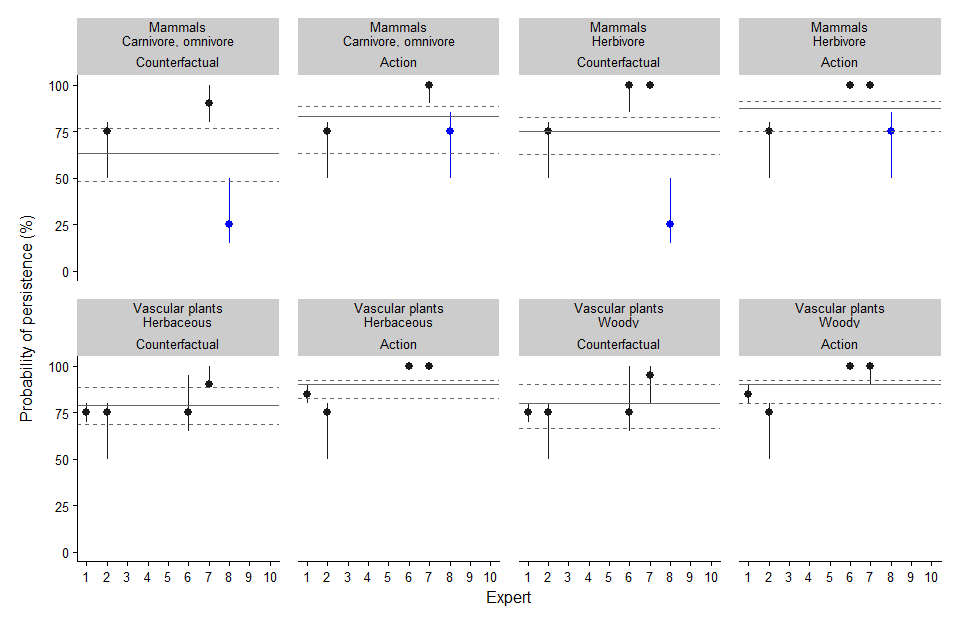 Mammals Mammals Mammals Mammals
Carnivore, omnivore Carnivore, omnivore Herbivore Herbivore
Counterfactual Action Counterfactual Action
100
75
50
25
0
Vascular plants Vascular plants Vascular plants Vascular plants
Herbaceous Herbaceous Woody Woody
Counterfactual Action Counterfactual Action
100
75
50
25
0
1 2 3 4 5 6 7 8 9 10 1 2 3 4 5 6 7 8 9 10 1 2 3 4 5 6 7 8 9 10 1 2 3 4 5 6 7 8 9 10
Expert
Probability of persistence (%)